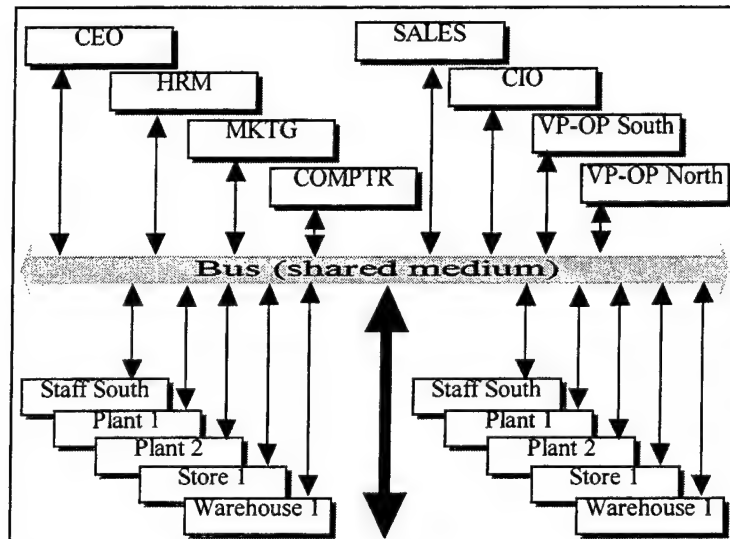 CEO
SALES
HRM
CIO
MKTG
VP-OP South
COMPTR
VP-OP North
Bus (shared medium)
Staff South
Plant 1
Plant 2
Store 1
Warehouse 1
Staff South
Plant 1
Plant 2
Store 1
Warehouse 1